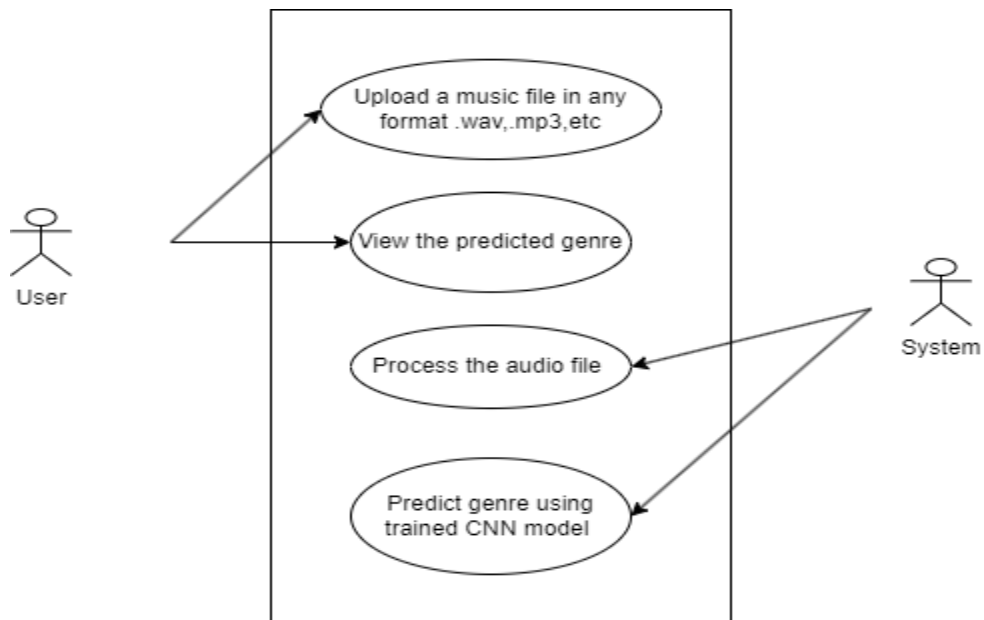 Upload a music file in any
format .wav,.mp3,etc
View the predicted genre
User
System
Process the audio file
Predict genre using
trained CNN model